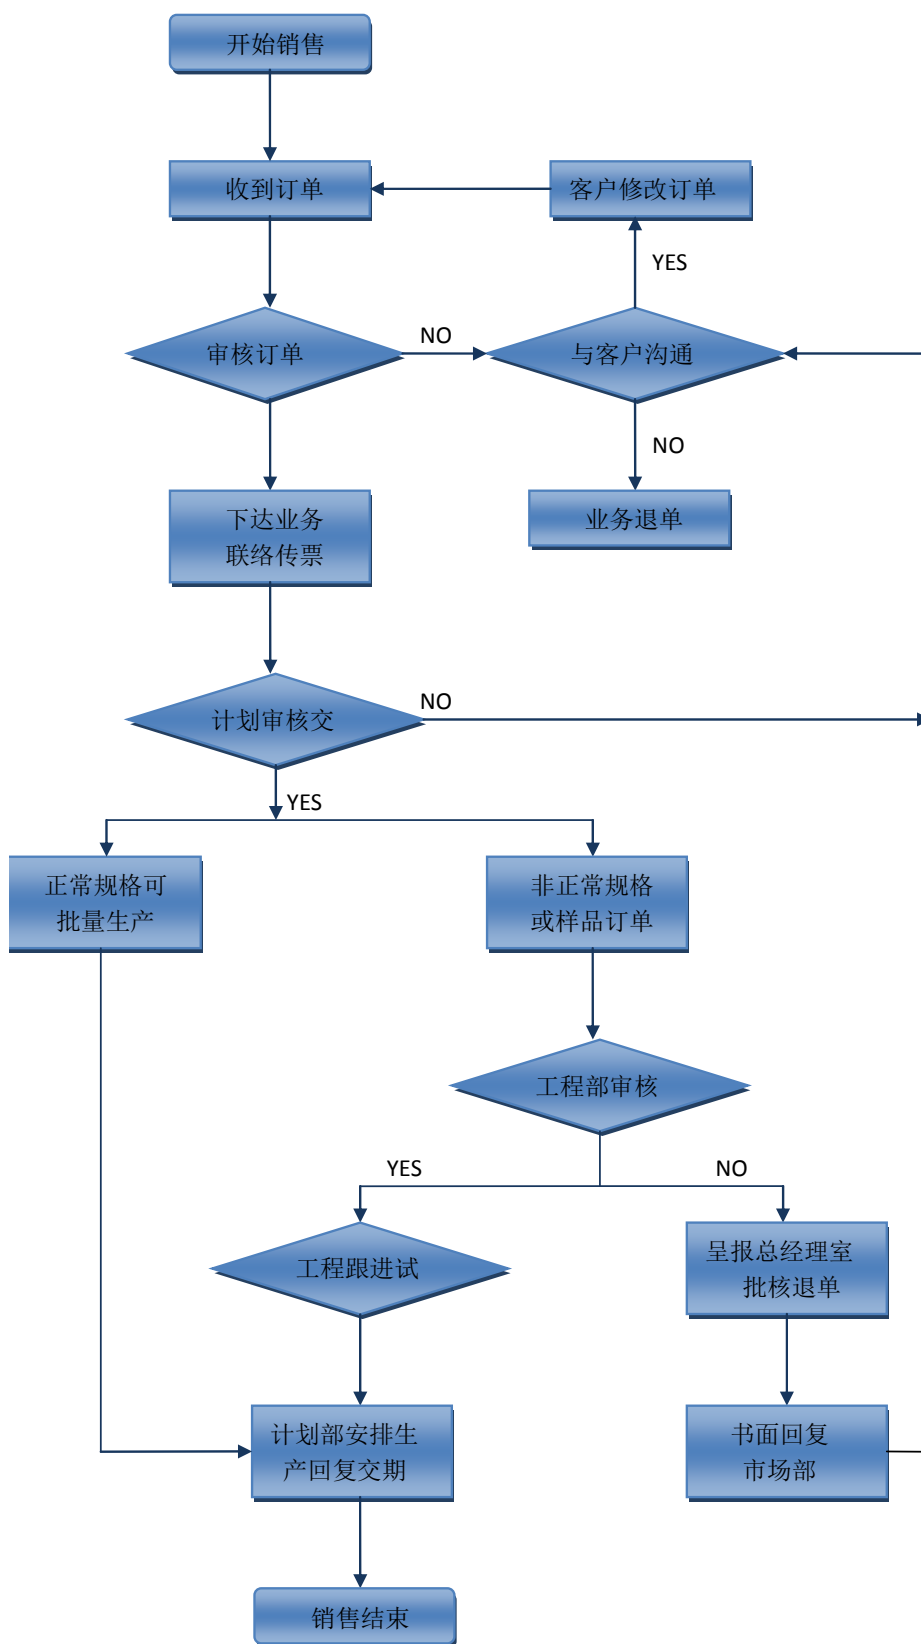 开始销售
收到订单
客户修改订单
YES
审核订单
NO
与客户沟通
NO
下达业务
联络传票
业务退单
计划审核交
NO
YES
正常规格可
批量生产
非正常规格
或样品订单
工程部审核
YES
NO
工程跟进试
呈报总经理室
批核退单
计划部安排生
产回复交期
书面回复
市场部
销售结束